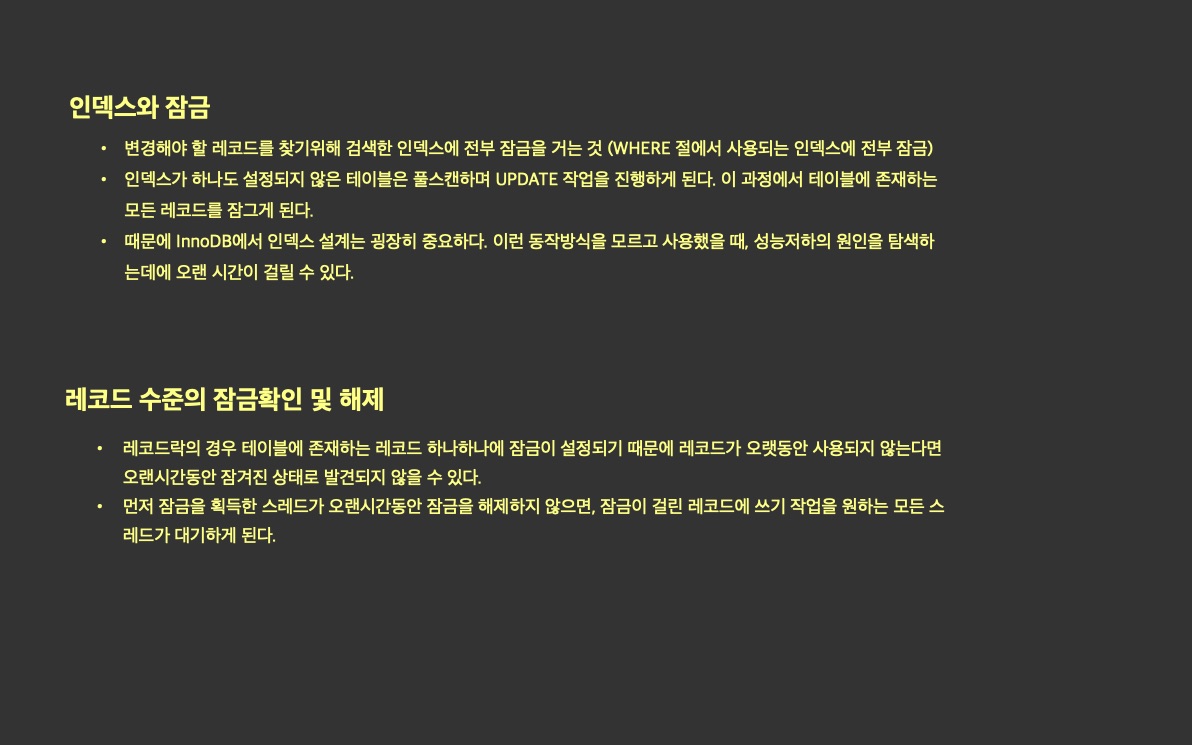 인덱스와 잠금
• 변경해야 할 레코드를 찾기위해 검색한 인덱스에 전부 잠금을 거는 것 (WHERE 절에서 사용되는 인덱스에 전부 잠금)
• 인덱스가 하나도 설정되지 않은 테이블은 풀스캔하며 UPDATE 작업을 진행하게 된다. 이 과정에서 테이블에 존재하는
모든 레코드를 잠그게 된다.
• 때문에 InnoDB에서 인덱스 설계는 굉장히 중요하다. 이런 동작방식을 모르고 사용했을 때, 성능저하의 원인을 탐색하
는데에 오랜 시간이 걸릴 수 있다.
레코드 수준의 잠금확인 및 해제
• 레코드락의 경우 테이블에 존재하는 레코드 하나하나에 잠금이 설정되기 때문에 레코드가 오랫동안 사용되지 않는다면
오랜시간동안 잠겨진 상태로 발견되지 않을 수 있다.
• 먼저 잠금을 획득한 스레드가 오랜시간동안 잠금을 해제하지 않으면, 잠금이 걸린 레코드에 쓰기 작업을 원하는 모든 스
레드가 대기하게 된다.